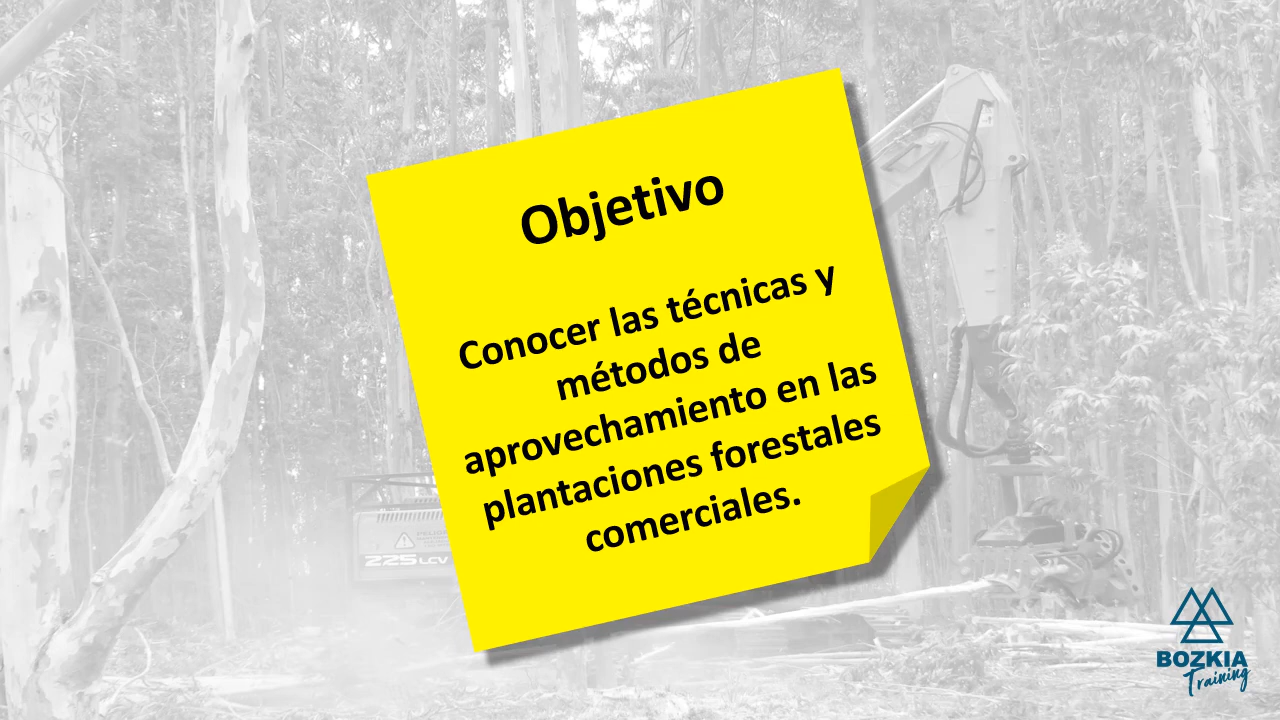 Objetivo
Conocer las técnicas y
métodos de
aprovechamiento en las
plantaciones forestales
comerciales.
225LCV
BOZKIA
Training